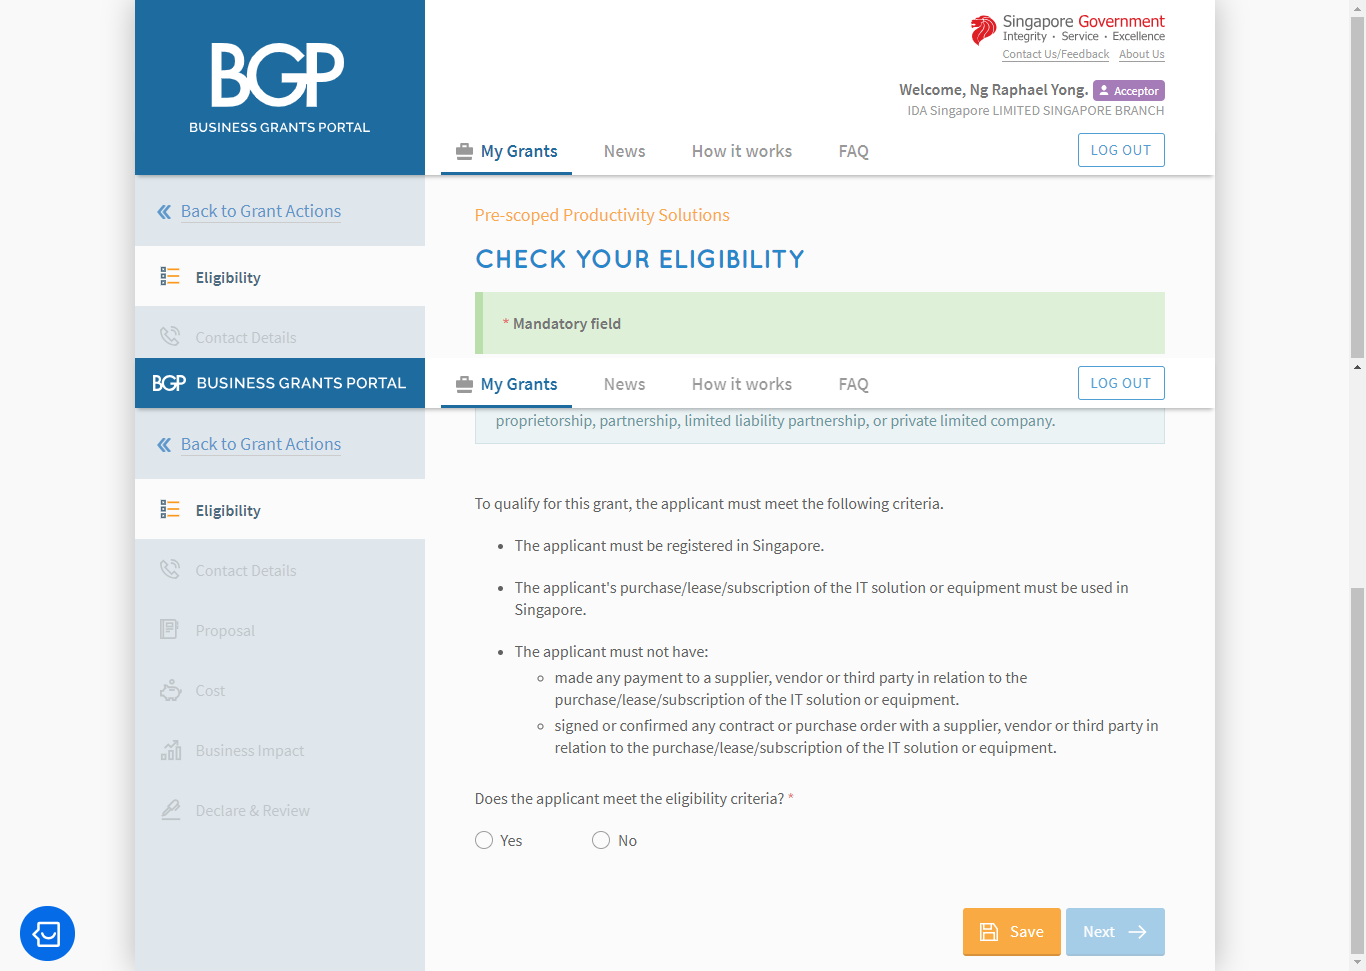 BGP
BUSINESS GRANTS PORTAL
Singapore Government
Integrity · Service · Excellence
Contact Us/Feedback About Us
Welcome, Ng Raphael Yong. Acceptor
IDA Singapore LIMITED SINGAPORE BRANCH
My Grants News How it works FAQ LOG OUT
Back to Grant Actions
Eligibility
Contact Details
Pre-scoped Productivity Solutions
CHECK YOUR ELIGIBILITY
* Mandatory field
BGP BUSINESS GRANTS PORTAL
My Grants News How it works FAQ LOG OUT
Back to Grant Actions
Eligibility
Contact Details
Proposal
Cost
Business Impact
Declare & Review
proprietorship, partnership, limited liability partnership, or private limited company.
To qualify for this grant, the applicant must meet the following criteria.
• The applicant must be registered in Singapore.
• The applicant's purchase/lease/subscription of the IT solution or equipment must be used in
Singapore.
• The applicant must not have:
◦ made any payment to a supplier, vendor or third party in relation to the
purchase/lease/subscription of the IT solution or equipment.
◦ signed or confirmed any contract or purchase order with a supplier, vendor or third party in
relation to the purchase/lease/subscription of the IT solution or equipment.
Does the applicant meet the eligibility criteria? *
Yes No
Save Next